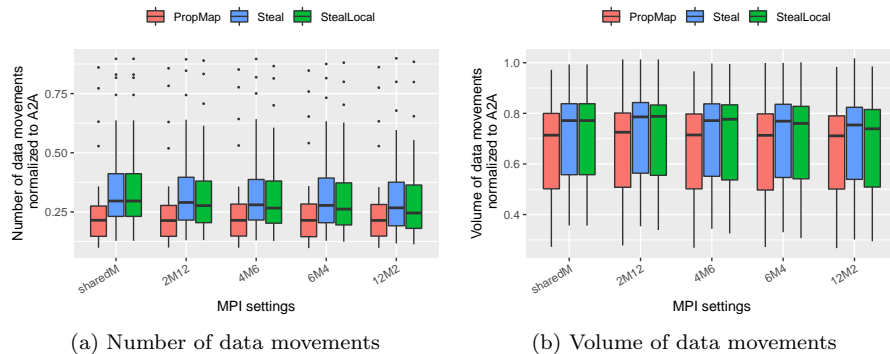 PropMap Steal StealLocal
Number of data movements
normalized to A2A
0.75
0.50
0.25
sharedM 2M12 4M6 6M4 12M2
MPI settings
(a) Number of data movements
PropMap Steal StealLocal
Volume of data movements
normalized to A2A
1.0
0.8
0.6
0.4
sharedM 2M12 4M6 6M4 12M2
MPI settings
(b) Volume of data movements